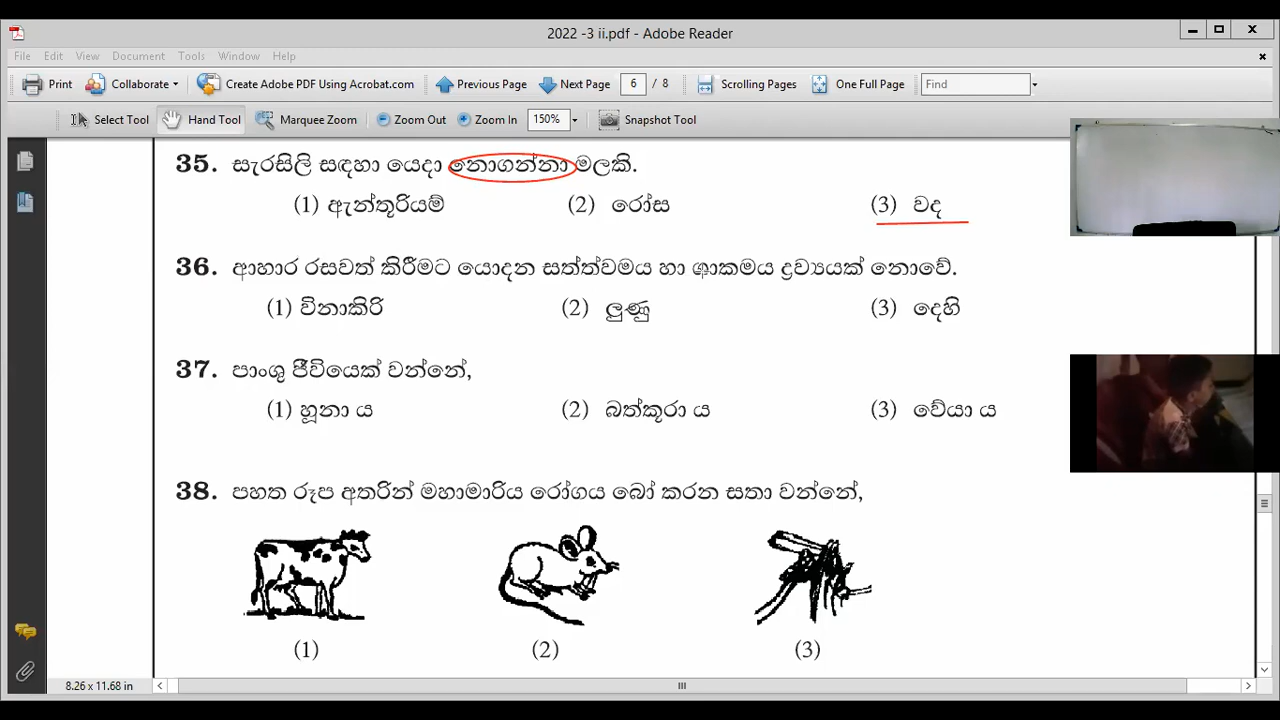 2022 -3 ii.pdf - Adobe Reader
File Edit View Document Tools Window Help
Print Collaborate Create Adobe PDF Using Acrobat.com Previous Page Next Page 6 / 8 Scrolling Pages One Full Page Find
Select Tool Hand Tool Marquee Zoom Zoom Out Zoom In 150% Snapshot Tool
35. සැරසිලි සඳහා යොදා නොගන්නා මලකි.
(1) ඇන්තූරියම් (2) රෝස (3) වද
36. ආහාර රසවත් කිරීමට යොදන සත්ත්වමය හා ශාකමය ද්‍රව්‍යයක් නොවේ.
(1) විනාකිරි (2) ලුණු (3) දෙහි
37. පාංශු ජීවියෙක් වන්නේ,
(1) හූනා ය (2) බත්කූරා ය (3) වේයා ය
38. පහත රූප අතරින් මහාමාරිය රෝගය බෝ කරන සතා වන්නේ,
(1) (2) (3)
8.26 x 11.68 in